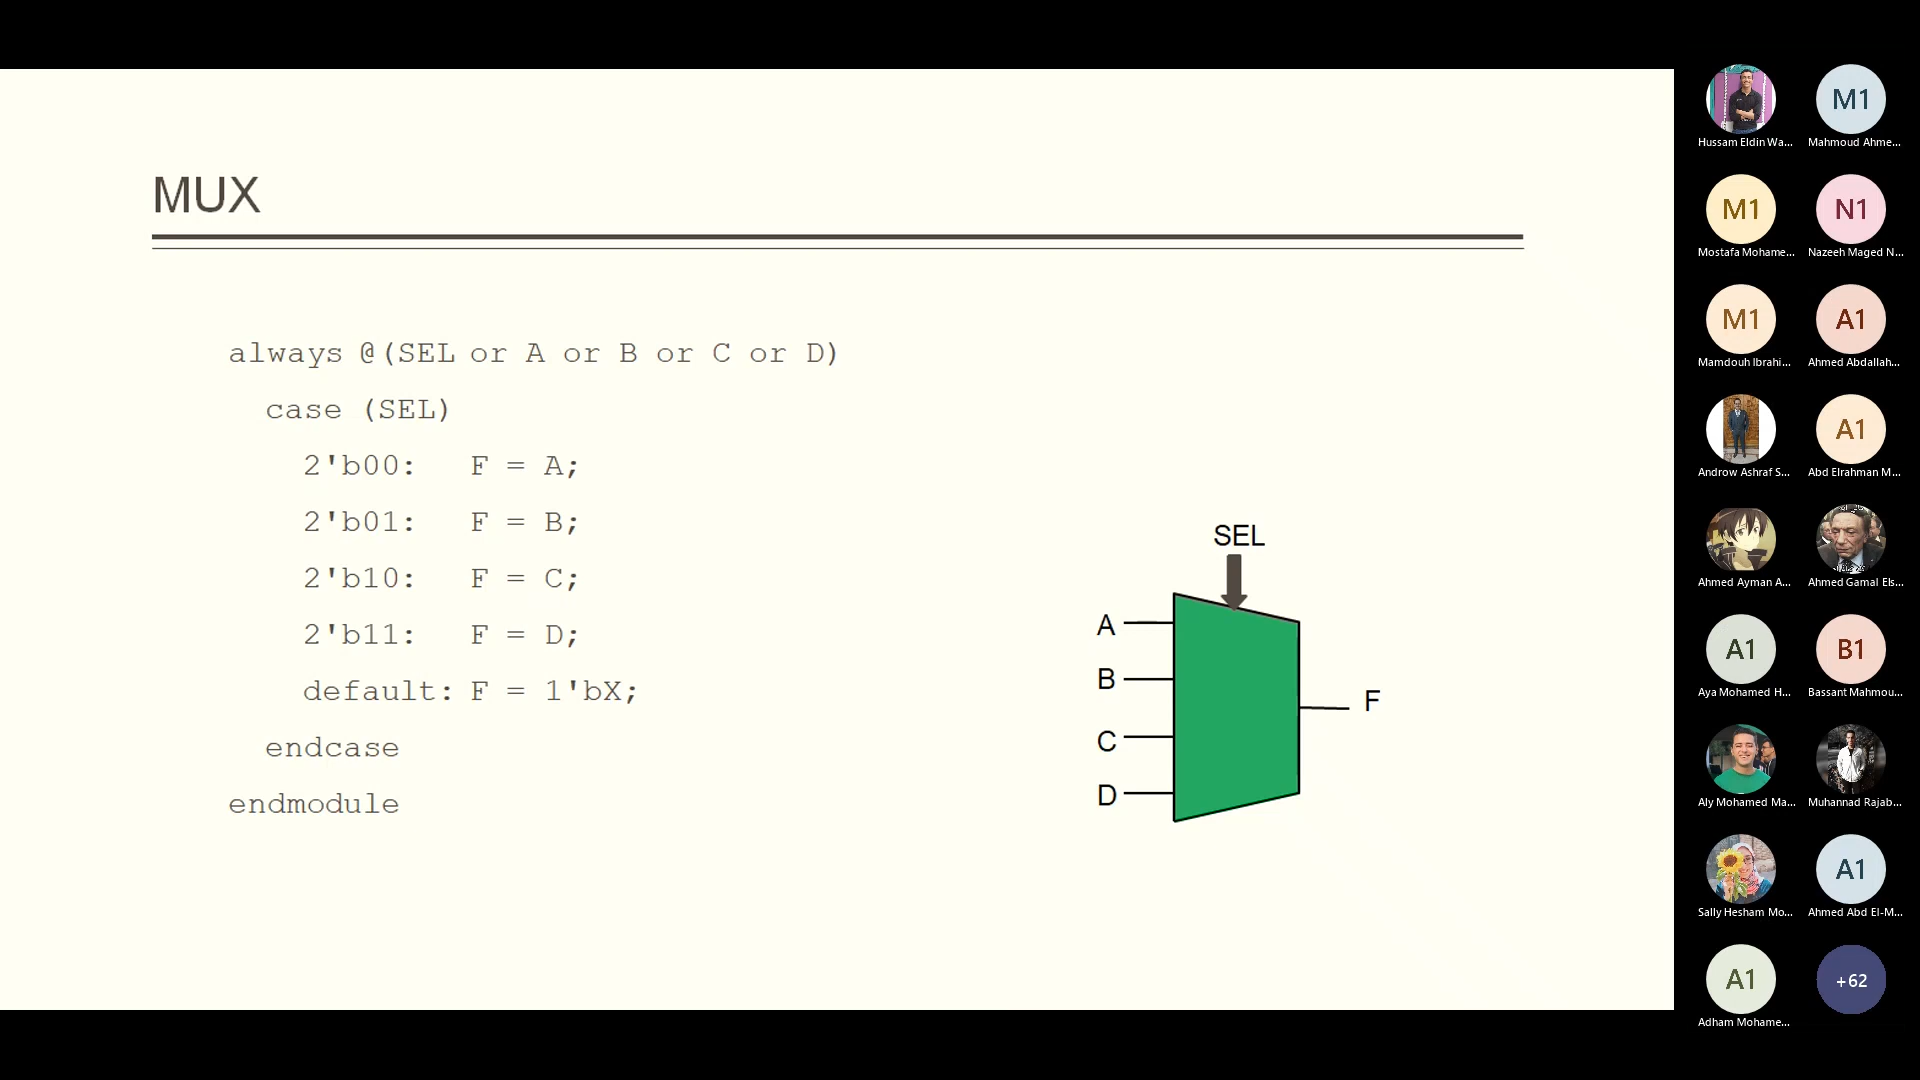 MUX
always @(SEL or A or B or C or D)
case (SEL)
2'b00: F = A;
2'b01: F = B;
2'b10: F = C;
2'b11: F = D;
default: F = 1'bX;
endcase
endmodule
SEL
A
B
C
D
F
M1
Hussam Eldin Wa...
Mahmoud Ahme...
M1
N1
Mostafa Mohame...
Nazeeh Maged N...
M1
A1
Mamdouh Ibrahi...
Ahmed Abdallah...
A1
Androw Ashraf S...
Abd Elrahman M...
Ahmed Ayman A...
Ahmed Gamal Els...
A1
B1
Aya Mohamed H...
Bassant Mahmou...
Aly Mohamed Ma...
Muhannad Rajab...
A1
Sally Hesham Mo...
Ahmed Abd El-M...
A1
+62
Adham Mohame...